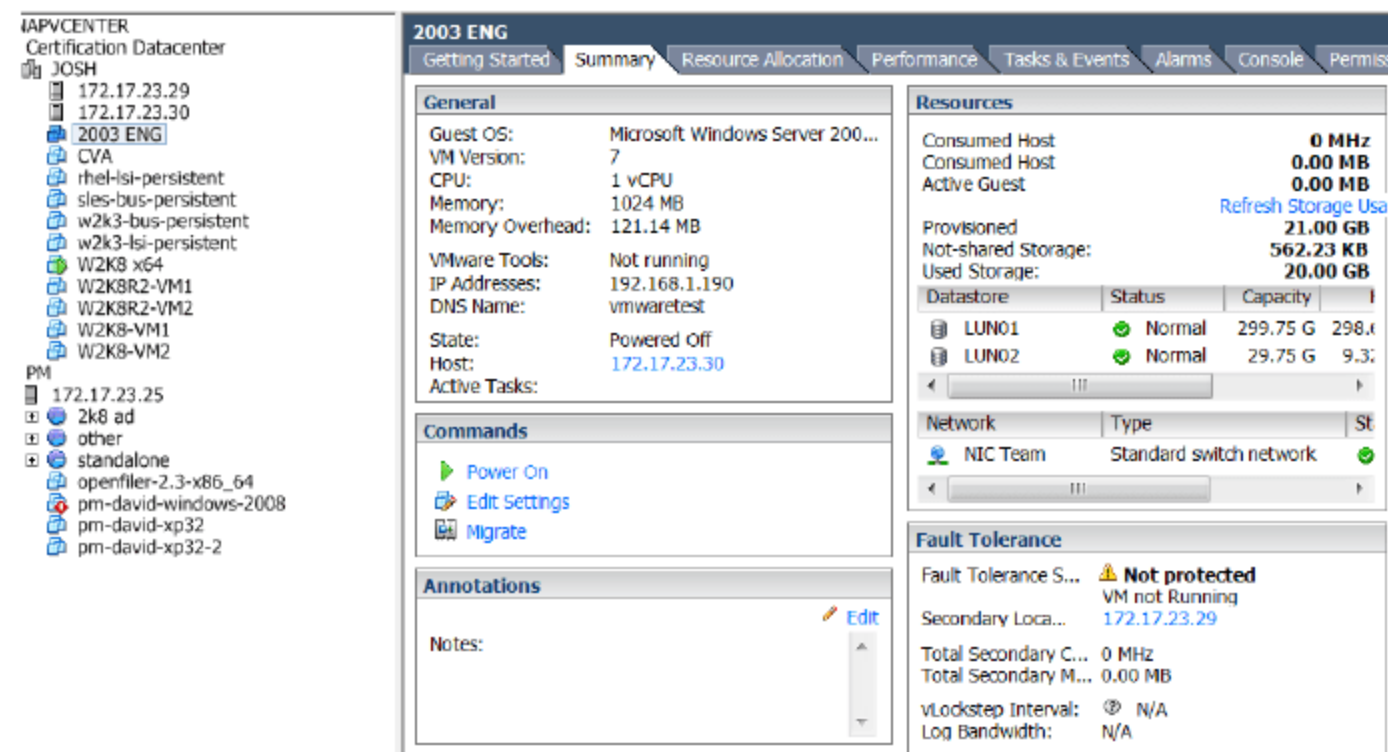 Certification Datacenter
JOSH
172.17.23.29
172.17.23.30
2003 ENG
CVA
rhel-lsi-persistent
sles-bus-persistent
w2k3-bus-persistent
w2k3-lsi-persistent
W2K8 x64
W2K8R2-VM1
W2K8R2-VM2
W2K8-VM1
W2K8-VM2
PM
172.17.23.25
2k8 ad
other
standalone
openfiler-2.3-x86_64
pm-david-windows-2008
pm-david-xp32
pm-david-xp32-2
2003 ENG
Getting Started Summary Resource Allocation Performance Tasks & Events Alarms Console Permis
General
Guest OS: Microsoft Windows Server 200...
VM Version: 7
CPU: 1 vCPU
Memory: 1024 MB
Memory Overhead: 121.14 MB
VMware Tools: Not running
IP Addresses: 192.168.1.190
DNS Name: vmwaretest
State: Powered Off
Host: 172.17.23.30
Active Tasks:
Commands
Power On
Edit Settings
Migrate
Annotations
Edit
Notes:
Resources
Consumed Host 0 MHz
Consumed Host 0.00 MB
Active Guest 0.00 MB
Refresh Storage Usa
Provisioned 21.00 GB
Not-shared Storage: 562.23 KB
Used Storage: 20.00 GB
Datastore Status Capacity
LUN01 Normal 299.75 G 298.
LUN02 Normal 29.75 G 9.3
Network Type St
NIC Team Standard switch network
Fault Tolerance
Fault Tolerance S... Not protected
VM not Running
Secondary Loca... 172.17.23.29
Total Secondary C... 0 MHz
Total Secondary M... 0.00 MB
vLockstep Interval: N/A
Log Bandwidth: N/A